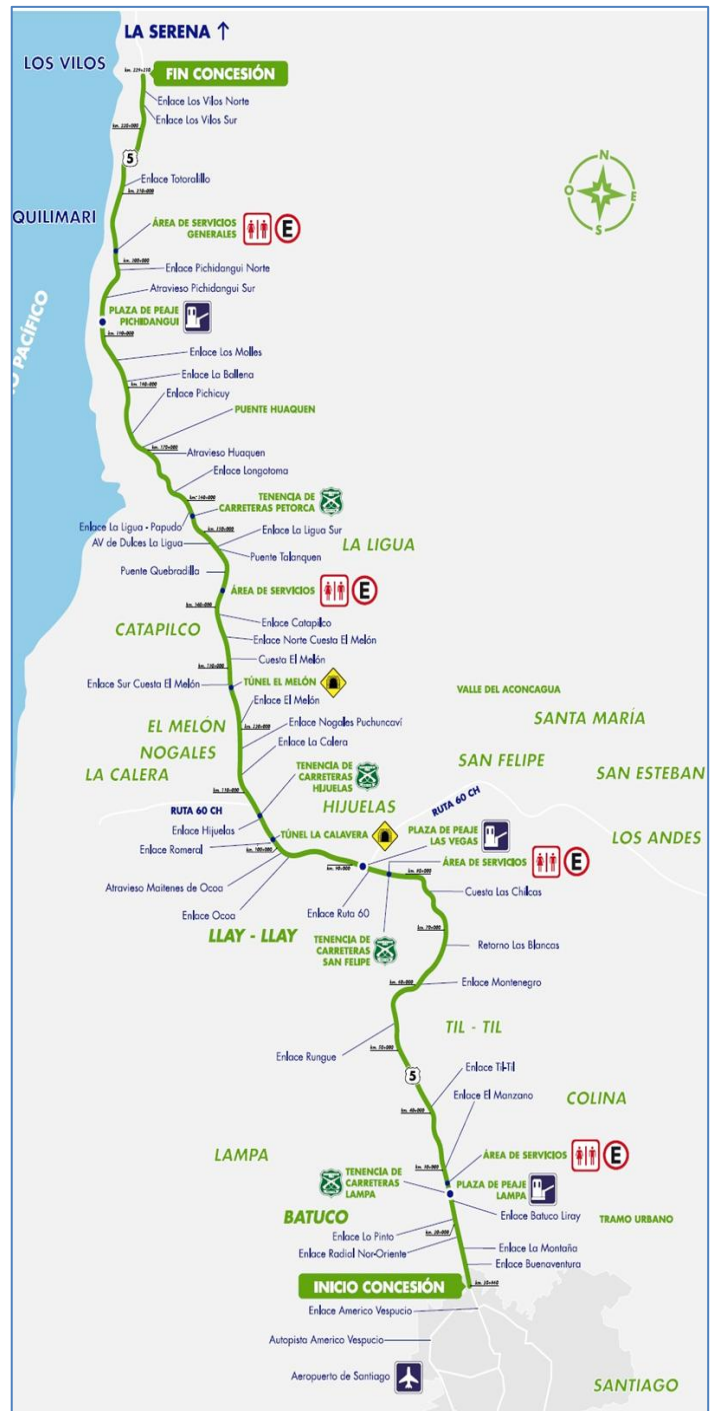 LA SERENA ↑
LOS VILOS
FIN CONCESIÓN
Enlace Los Vilos Norte
Enlace Los Vilos Sur
5
Enlace Totoralillo
QUILIMARI
ÁREA DE SERVICIOS
GENERALES
E
Enlace Pichidangui Norte
Atravieso Pichidangui Sur
PLAZA DE PEAJE
PICHIDANGUI
O PACÍFICO
Enlace Los Molles
Enlace La Ballena
Enlace Pichicuy
PUENTE HUAQUEN
Atravieso Huaquen
Enlace Longotoma
TENENCIA DE
CARRETERAS PETORCA
Enlace La Ligua - Papudo
Enlace La Ligua Sur
AV de Dulces La Ligua
LA LIGUA
Puente Talanquen
Puente Quebradilla
ÁREA DE SERVICIOS
E
Enlace Catapilco
CATAPILCO
Enlace Norte Cuesta El Melón
Cuesta El Melón
Enlace Sur Cuesta El Melón
TÚNEL EL MELÓN
VALLE DEL ACONCAGUA
Enlace El Melón
SANTA MARÍA
EL MELÓN
Enlace Nogales Puchuncaví
NOGALES
Enlace La Calera
SAN FELIPE
LA CALERA
TENENCIA DE
CARRETERAS
HIJUELAS
SAN ESTEBAN
RUTA 60 CH
HIJUELAS
RUTA 60 CH
Enlace Hijuelas
TÚNEL LA CALAVERA
PLAZA DE PEAJE
LAS VEGAS
LOS ANDES
Enlace Romeral
ÁREA DE SERVICIOS
E
Atravieso Maitenes de Ocoa
Cuesta Las Chilcas
Enlace Ocoa
Enlace Ruta 60
LLAY - LLAY
TENENCIA DE
CARRETERAS
SAN FELIPE
Retorno Las Blancas
Enlace Montenegro
TIL - TIL
Enlace Rungue
5
Enlace Til-Til
Enlace El Manzano
COLINA
LAMPA
ÁREA DE SERVICIOS
E
TENENCIA DE
CARRETERAS
LAMPA
PLAZA DE PEAJE
LAMPA
BATUCO
Enlace Batuco Liray
TRAMO URBANO
Enlace Lo Pinto
Enlace Radial Nor-Oriente
Enlace La Montaña
Enlace Buenaventura
INICIO CONCESIÓN
Enlace Americo Vespucio
Autopista Americo Vespucio
Aeropuerto de Santiago
SANTIAGO
N
O
E
S